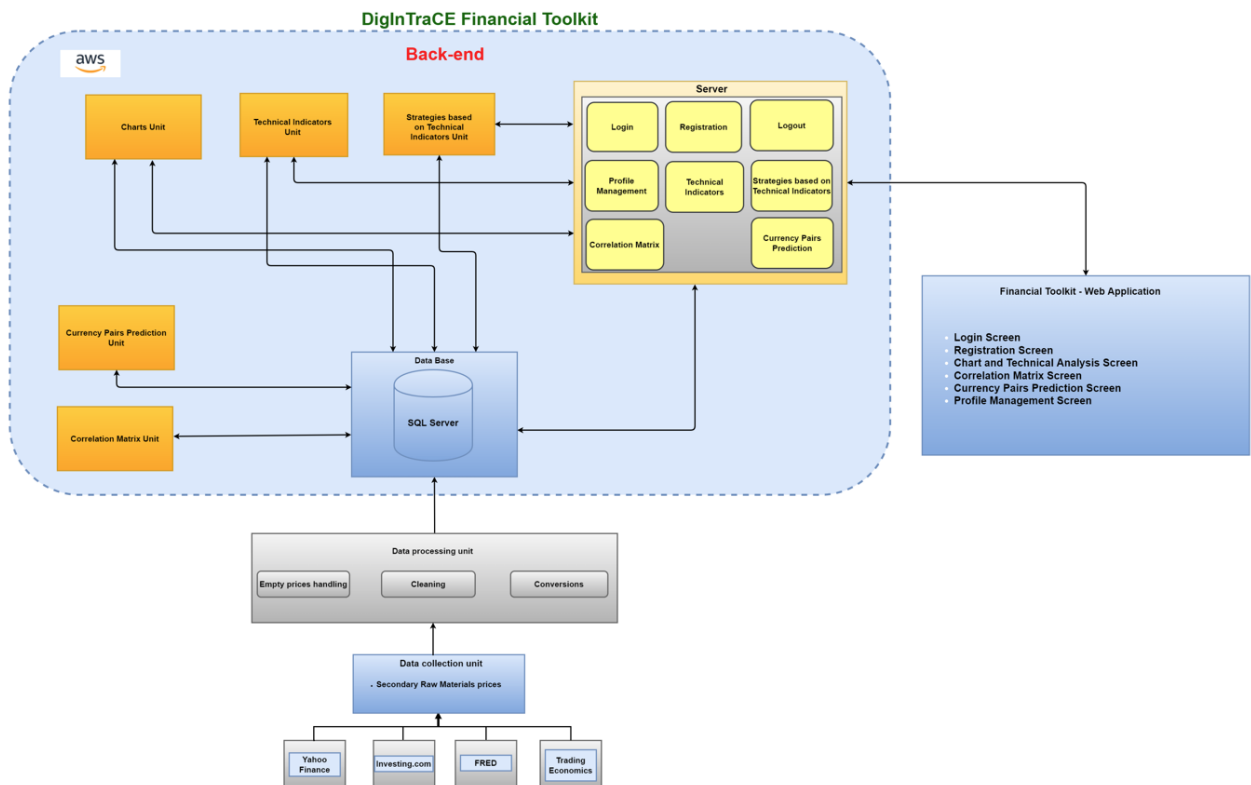 DigInTraCE Financial Toolkit
Back-end
aws
Charts Unit
Technical Indicators
Unit
Strategies based
on Technical
Indicators Unit
Server
Login
Registration
Logout
Profile
Management
Technical
Indicators
Strategies based on
Technical Indicators
Correlation Matrix
Currency Pairs
Prediction
Financial Toolkit - Web Application
Login Screen
Registration Screen
Chart and Technical Analysis Screen
Correlation Matrix Screen
Currency Pairs Prediction Screen
Profile Management Screen
Currency Pairs Prediction
Unit
Correlation Matrix Unit
Data Base
SQL Server
Data processing unit
Empty prices handling
Cleaning
Conversions
Data collection unit
- Secondary Raw Materials prices
Yahoo
Finance
Investing.com
FRED
Trading
Economics